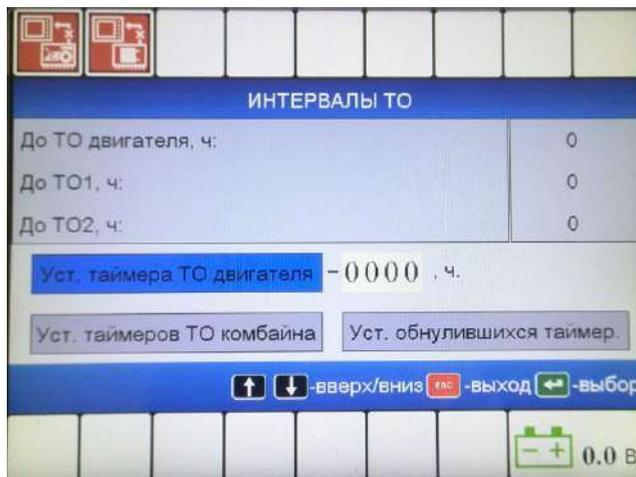 ИНТЕРВАЛЫ ТО
До ТО двигателя, ч: 0
До ТО1, ч: 0
До ТО2, ч: 0
Уст. таймера ТО двигателя -0000 , ч.
Уст. таймеров ТО комбайна Уст. обнулившихся таймер.
-вверх/вниз ESC -выход -выбор
- + 0.0 В